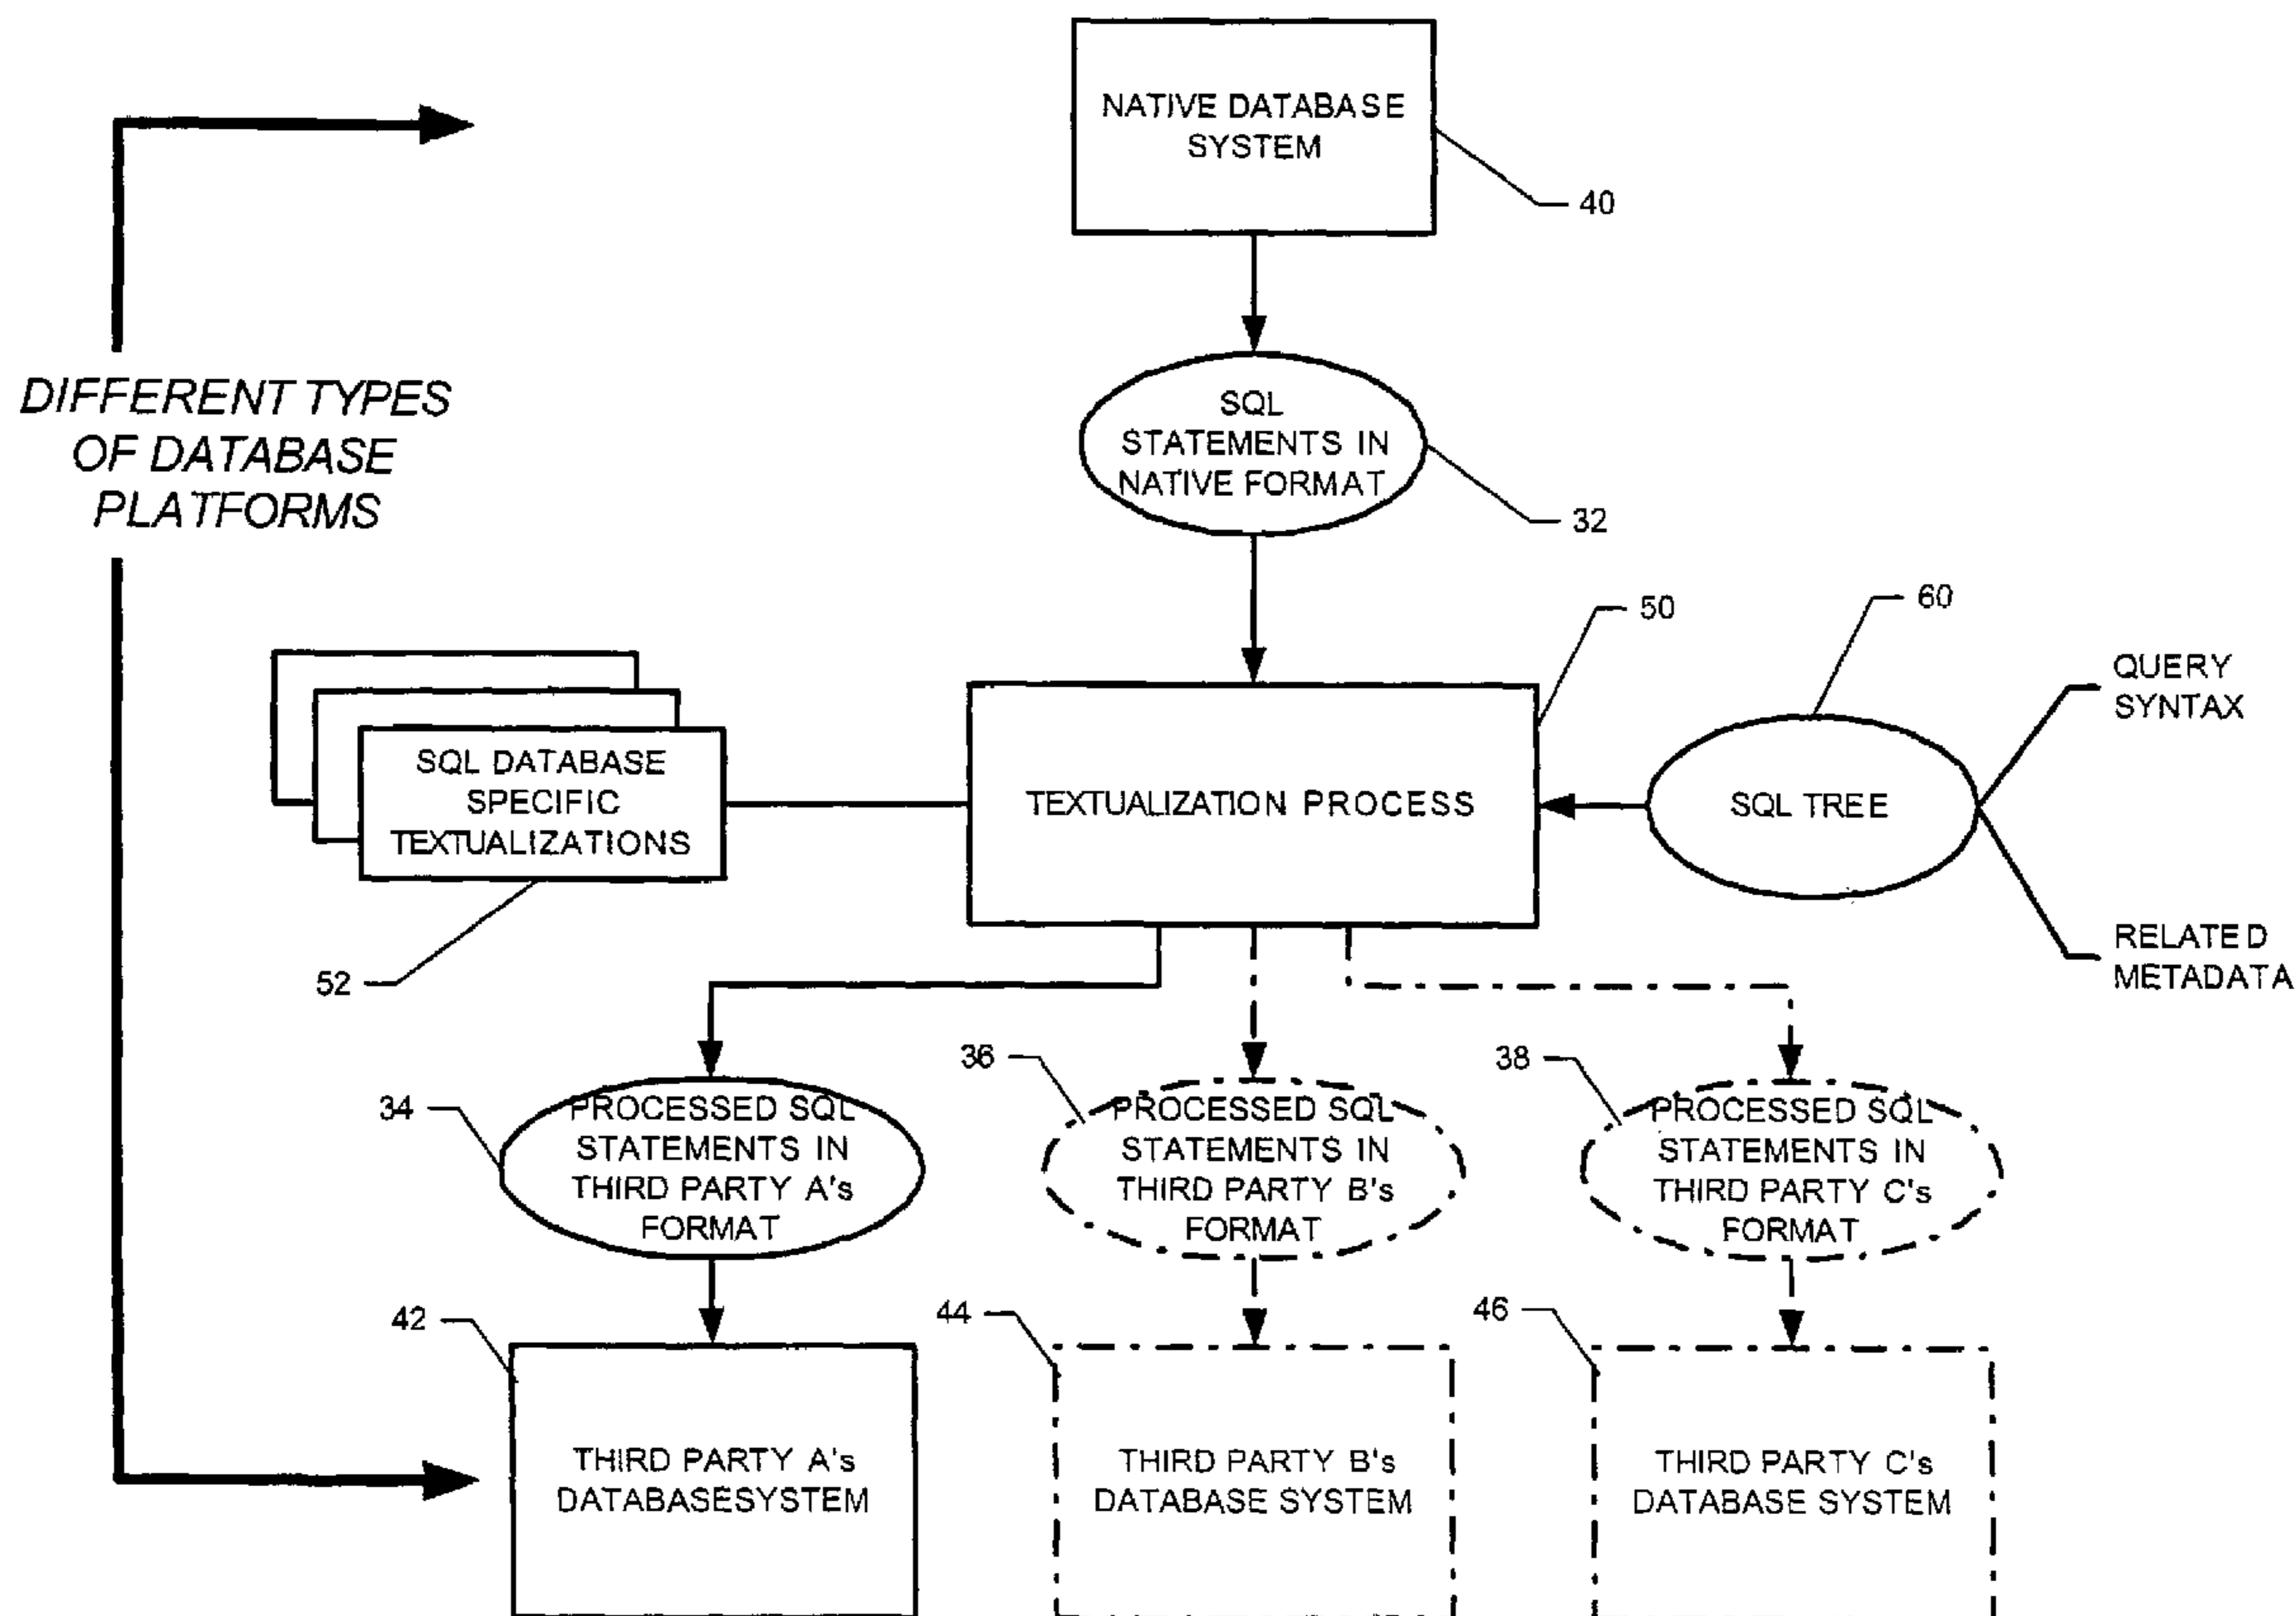 NATIVE DATABASE
SYSTEM
40
DIFFERENT TYPES
OF DATABASE
PLATFORMS
SQL
STATEMENTS IN
NATIVE FORMAT
32
50
60
QUERY
SYNTAX
SQL DATABASE
SPECIFIC
TEXTUALIZATIONS
TEXTUALIZATION PROCESS
SQL TREE
52
RELATED
METADATA
34
PROCESSED SQL
STATEMENTS IN
THIRD PARTY A's
FORMAT
36
PROCESSED SQL
STATEMENTS IN
THIRD PARTY B's
FORMAT
38
PROCESSED SQL
STATEMENTS IN
THIRD PARTY C's
FORMAT
42
THIRD PARTY A's
DATABASESYSTEM
44
THIRD PARTY B's
DATABASE SYSTEM
46
THIRD PARTY C's
DATABASE SYSTEM